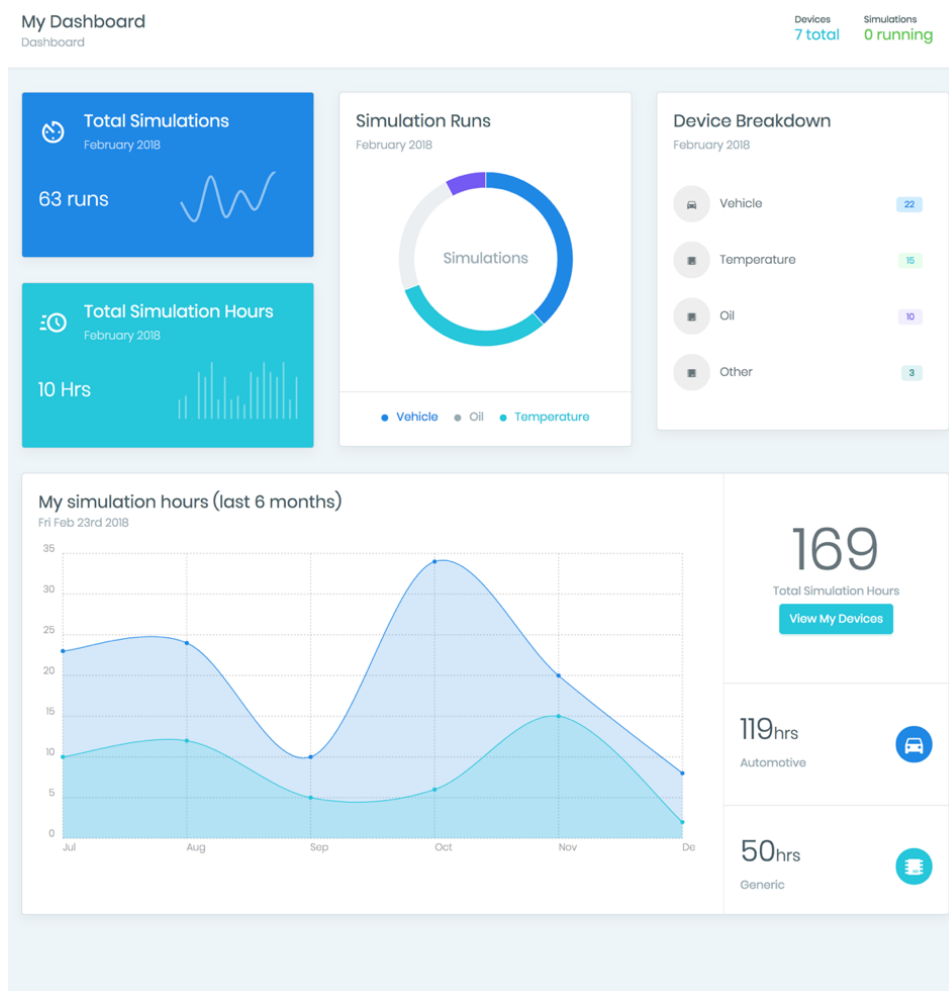 My Dashboard
Dashboard
Devices
7 total
Simulations
0 running
Total Simulations
February 2018
63 runs
Total Simulation Hours
February 2018
10 Hrs
Simulation Runs
February 2018
Simulations
Vehicle Oil Temperature
Device Breakdown
February 2018
Vehicle 22
Temperature 15
Oil 10
Other 3
My simulation hours (last 6 months)
Fri Feb 23rd 2018
35
30
25
20
15
10
5
0
Jul Aug Sep Oct Nov De
169
Total Simulation Hours
View My Devices
119hrs
Automotive
50hrs
Generic